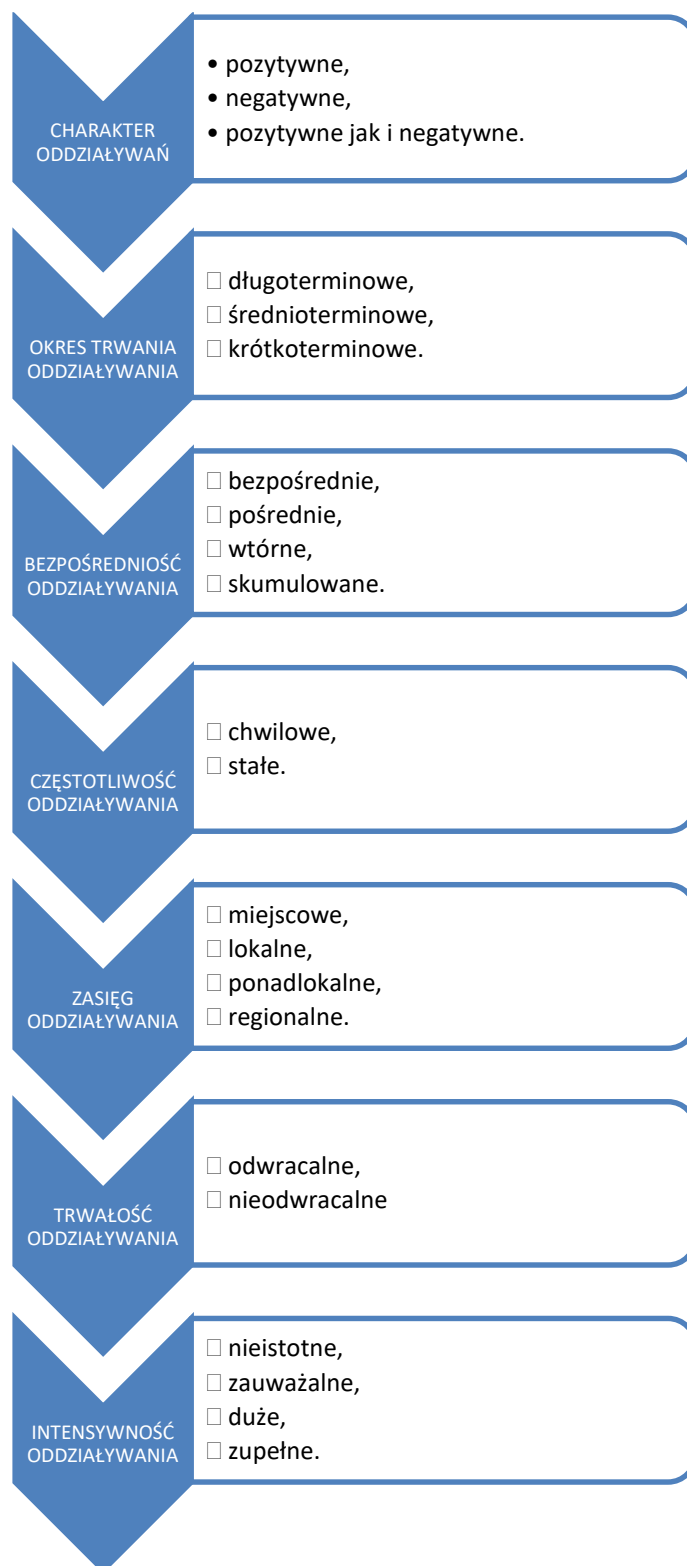 CHARAKTER
ODDZIAŁYWAŃ
• pozytywne,
• negatywne,
• pozytywne jak i negatywne.
OKRES TRWANIA
ODDZIAŁYWANIA
□ długoterminowe,
□ średnioterminowe,
□ krótkoterminowe.
BEZPOŚREDNIOŚĆ
ODDZIAŁYWANIA
□ bezpośrednie,
□ pośrednie,
□ wtórne,
□ skumulowane.
CZĘSTOTLIWOŚĆ
ODDZIAŁYWANIA
□ chwilowe,
□ stałe.
ZASIĘG
ODDZIAŁYWANIA
□ miejscowe,
□ lokalne,
□ ponadlokalne,
□ regionalne.
TRWAŁOŚĆ
ODDZIAŁYWANIA
□ odwracalne,
□ nieodwracalne
INTENSYWNOŚĆ
ODDZIAŁYWANIA
□ nieistotne,
□ zauważalne,
□ duże,
□ zupełne.